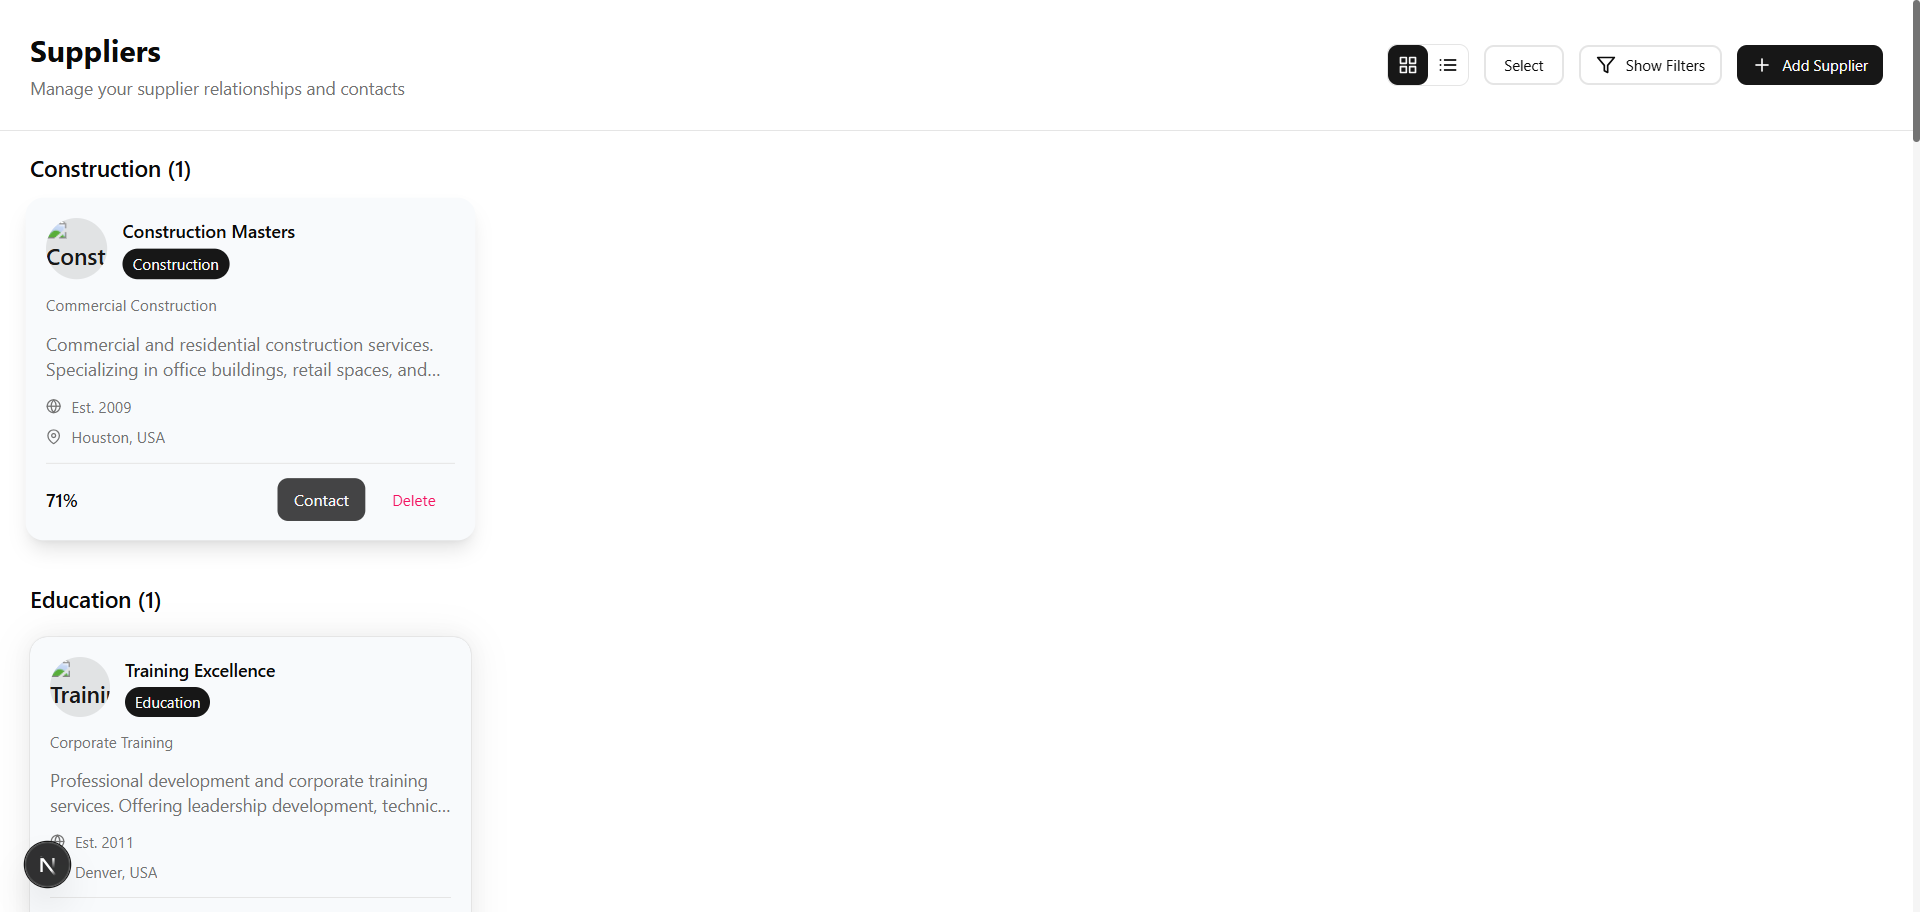 Suppliers
Manage your supplier relationships and contacts
Select
Show Filters
Add Supplier
Construction (1)
Const
Construction Masters
Construction
Commercial Construction
Commercial and residential construction services.
Specializing in office buildings, retail spaces, and...
Est. 2009
Houston, USA
71%
Contact
Delete
Education (1)
Traini
Training Excellence
Education
Corporate Training
Professional development and corporate training
services. Offering leadership development, technic...
Est. 2011
N
Denver, USA